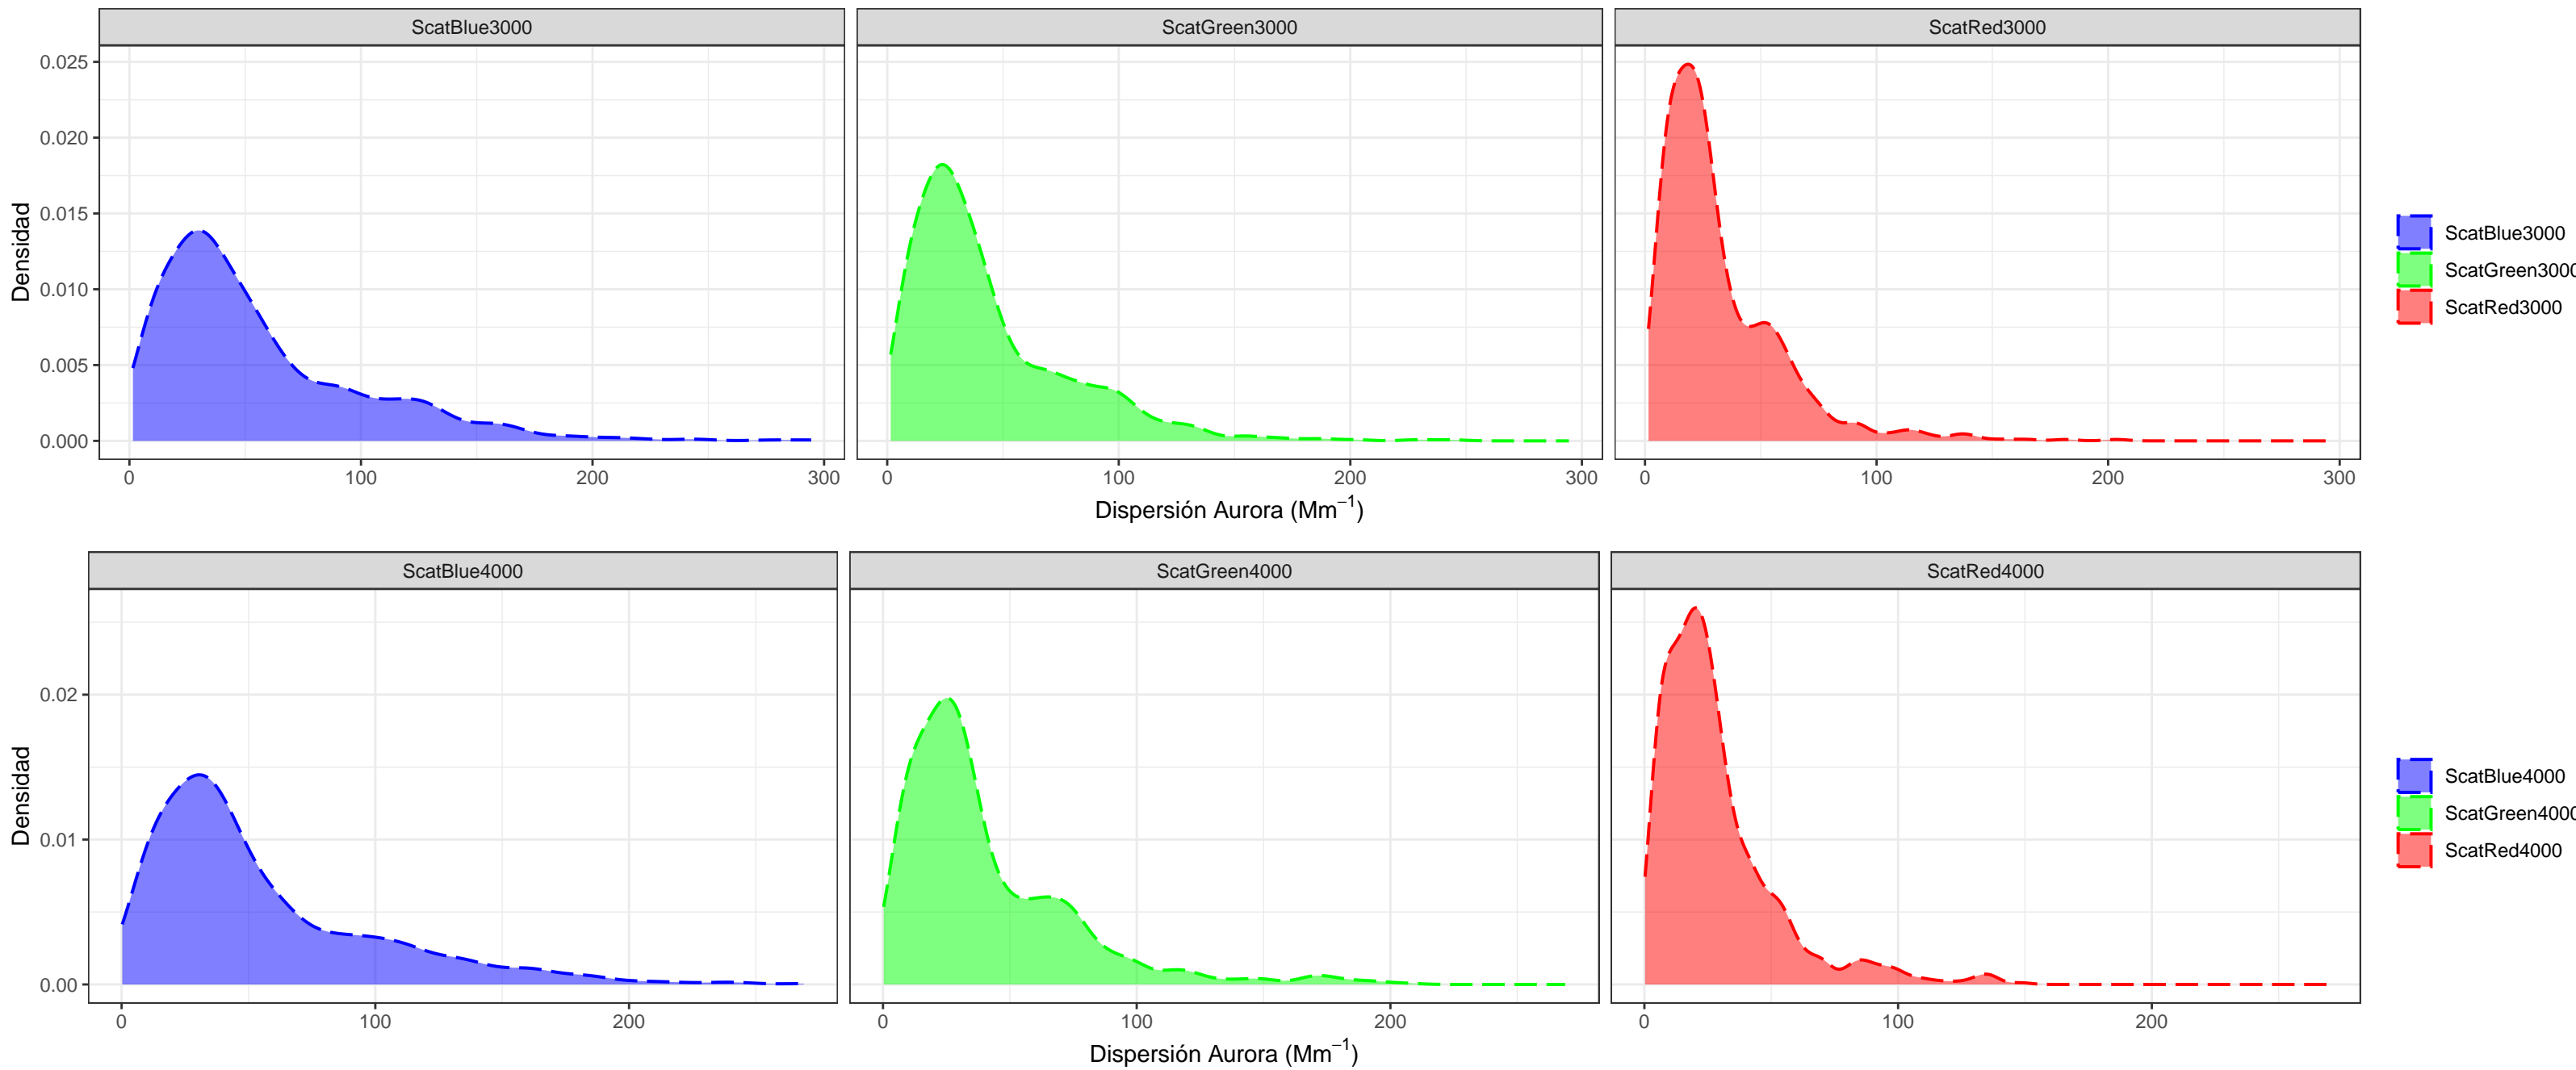 ScatBlue3000 ScatGreen3000 ScatRed3000
0.025
0.020
0.015
0.010
0.005
0.000
Densidad
0 100 200 300 0 100 200 300 0 100 200 300
Dispersión Aurora (Mm⁻¹)
ScatBlue3000
ScatGreen3000
ScatRed3000
ScatBlue4000 ScatGreen4000 ScatRed4000
0.02
0.01
0.00
Densidad
0 100 200 0 100 200 0 100 200
Dispersión Aurora (Mm⁻¹)
ScatBlue4000
ScatGreen4000
ScatRed4000